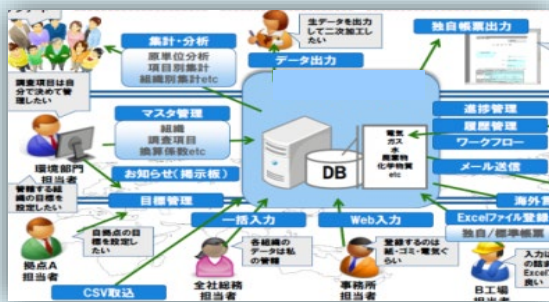 集計・分析
原単位分析
項目別集計
組織別集計etc
生データを出力
して二次加工し
たい
データ出力
独自帳票出力
調査項目は自
分で決めて管
理したい
マスタ管理
組織
調査項目
換算係数etc
環境部門
担当者
お知らせ(掲示板)
管轄する組
織の目標を
設定したい
目標管理
DB
電気
ガス
水
廃棄物
化学物質
etc
進捗管理
履歴管理
ワークフロー
メール送信
海外
Excelファイル登録
独自/標準帳票
一括入力
Web入力
拠点A
担当者
自拠点の目
標を設定し
たい
CSV取込
全社総務
担当者
各組織の
データは私
の管轄
事務所
担当者
登録するのは
紙・ゴミ・電気ぐ
らい
B工場
担当者
入力は
良い